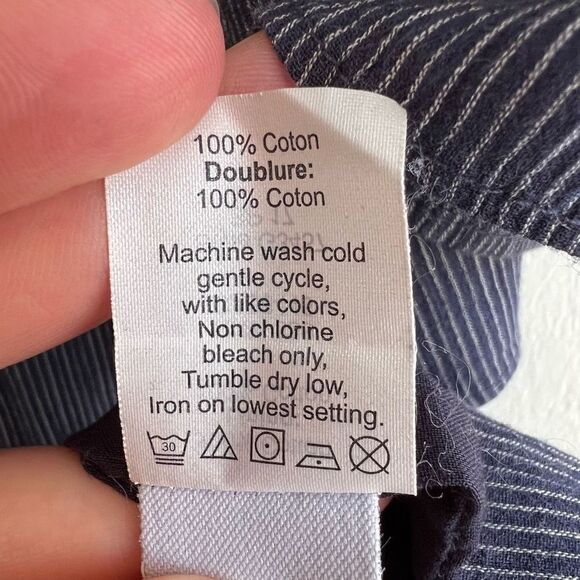 100% Coton
Doublure:
100% Coton
Machine wash cold
gentle cycle,
with like colors,
Non chlorine
bleach only,
Tumble dry low,
Iron on lowest setting.
30